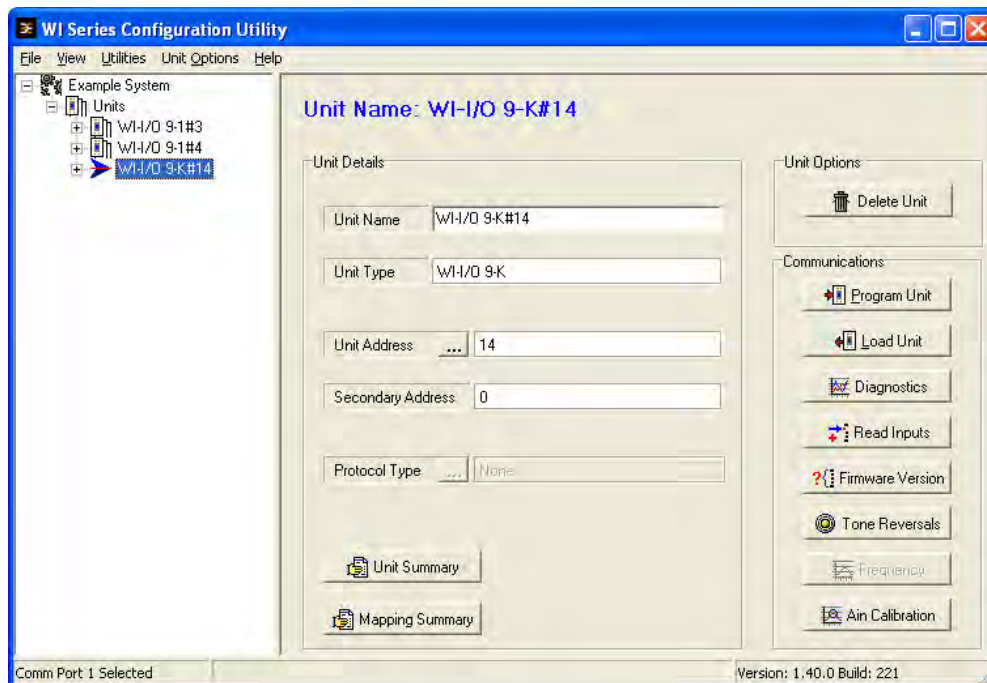 WI Series Configuration Utility
File View Utilities Unit Options Help
Example System
Units
WI-I/O 9-1#3
WI-I/O 9-1#4
WI-I/O 9-K#14
Unit Name: WI-I/O 9-K#14
Unit Details
Unit Name WI-I/O 9-K#14
Unit Type WI-I/O 9-K
Unit Address ... 14
Secondary Address 0
Protocol Type ... None
Unit Summary
Mapping Summary
Unit Options
Delete Unit
Communications
Program Unit
Load Unit
Diagnostics
Read Inputs
Firmware Version
Tone Reversals
Frequency
Ain Calibration
Comm Port 1 Selected
Version: 1.40.0 Build: 221